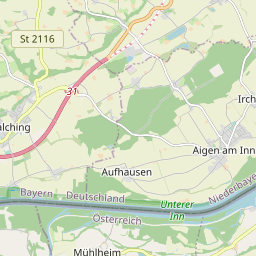 St 2116
31
Irch
alching
Aigen am Inn
Aufhausen
Bayern
Deutschland
Unterer
Inn
Niederbaye
Österreich
Mühlheim